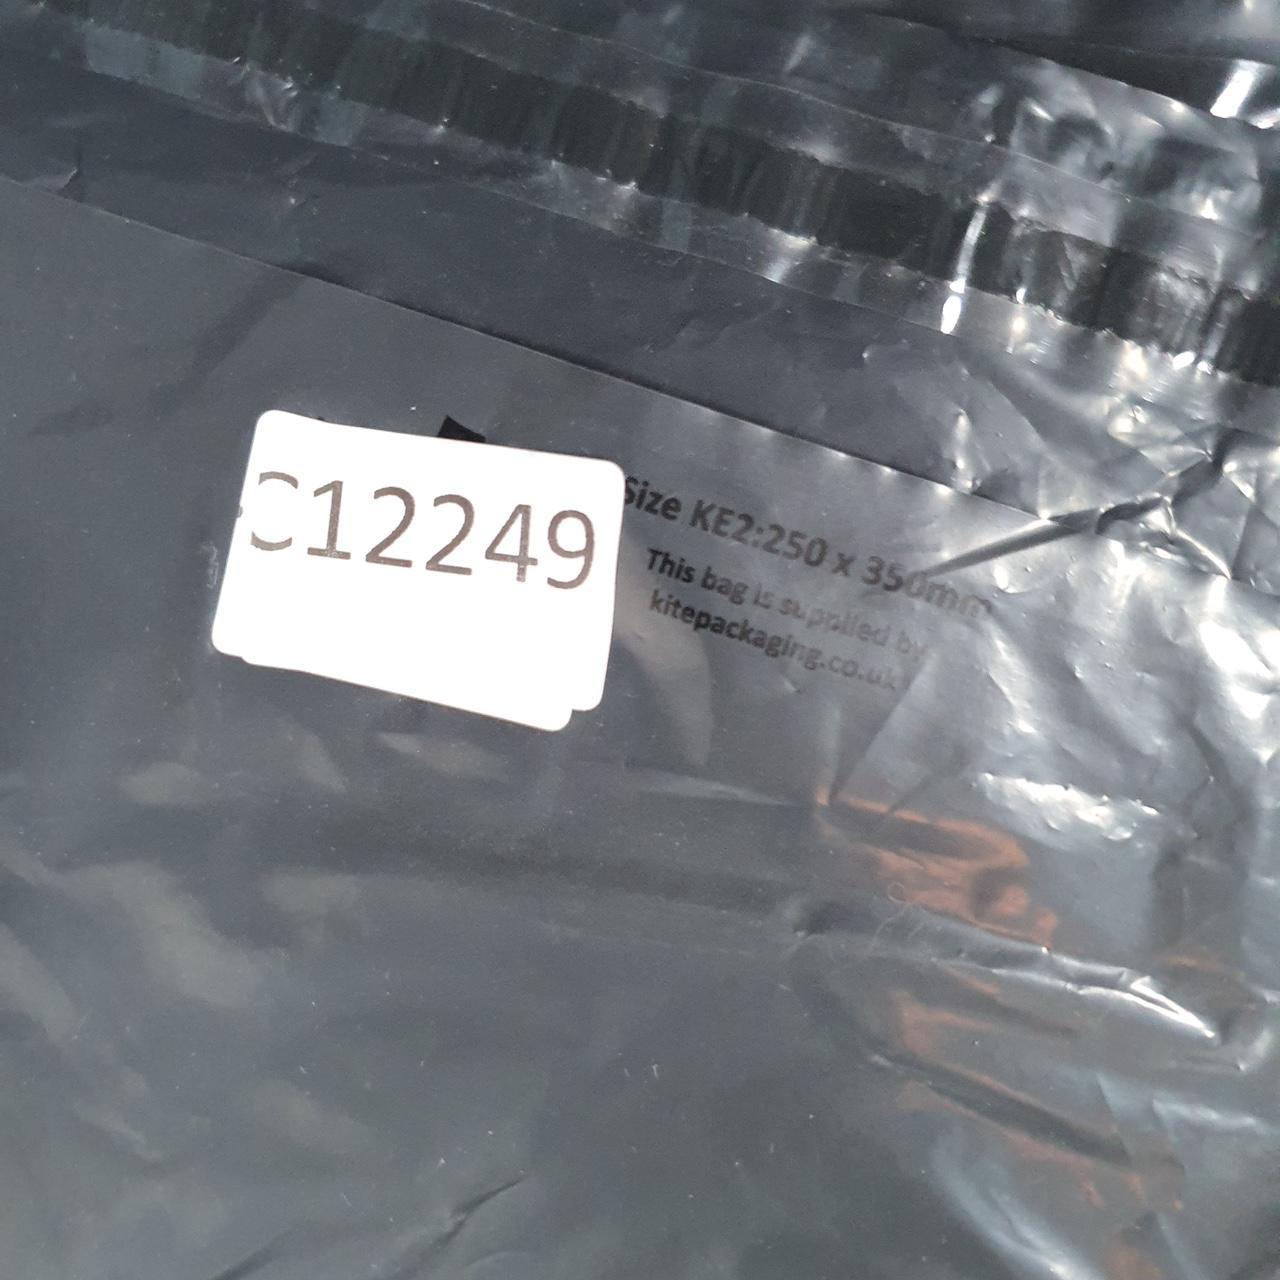 C12249
Size KE2:250 x 350mm
This bag is supplied by
kitepackaging.co.uk